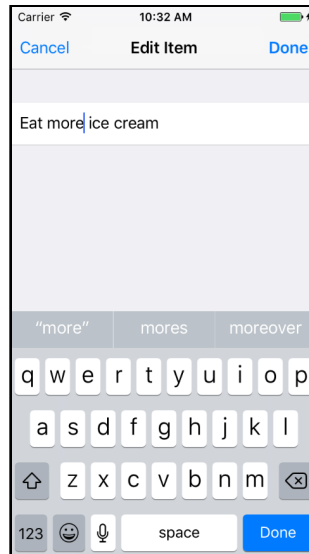 Carrier 10:32 AM
Cancel Edit Item Done
Eat more ice cream
"more" mores moreover
q w e r t y u i o p
a s d f g h j k l
z x c v b n m
123 space Done